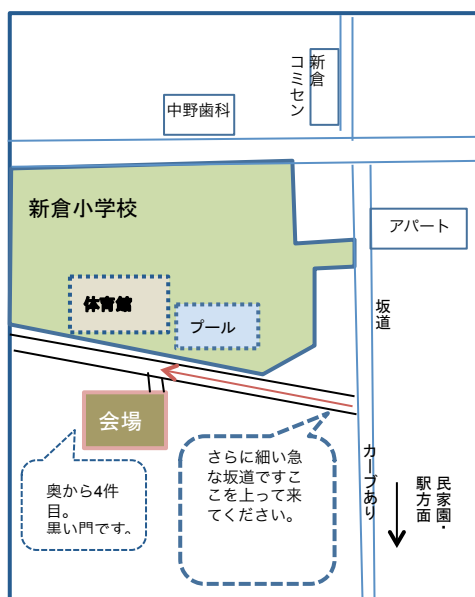 新倉
コミセン
中野歯科
新倉小学校
アパート
体育館
プール
坂道
会場
カーブあり
民家園・
駅方面
さらに細い急
な坂道ですこ
こを上って来
てください。
奥から4件
目。
黒い門です。